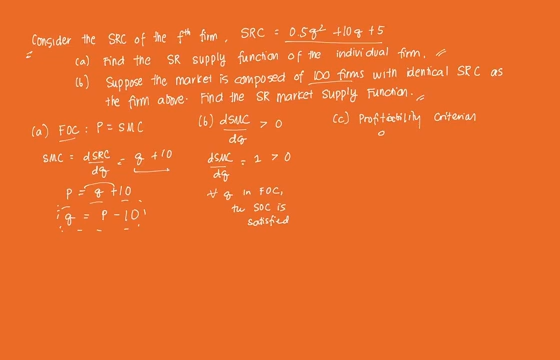 Consider the SRC of the fth firm, SRC = 0.5q² + 10q + 5
(a) Find the SR supply function of the individual firm.
(b) Suppose the market is composed of 100 firms with identical SRC as
the firm above. Find the SR market supply function.
(a) FOC : P = SMC
SMC = dSRC/dq = q + 10
P = q + 10
q = P - 10
(b) dSMC/dq > 0
dSMC/dq = 1 > 0
∀ q in FOC,
the SOC is
satisfied
(c) Profitability Criterion